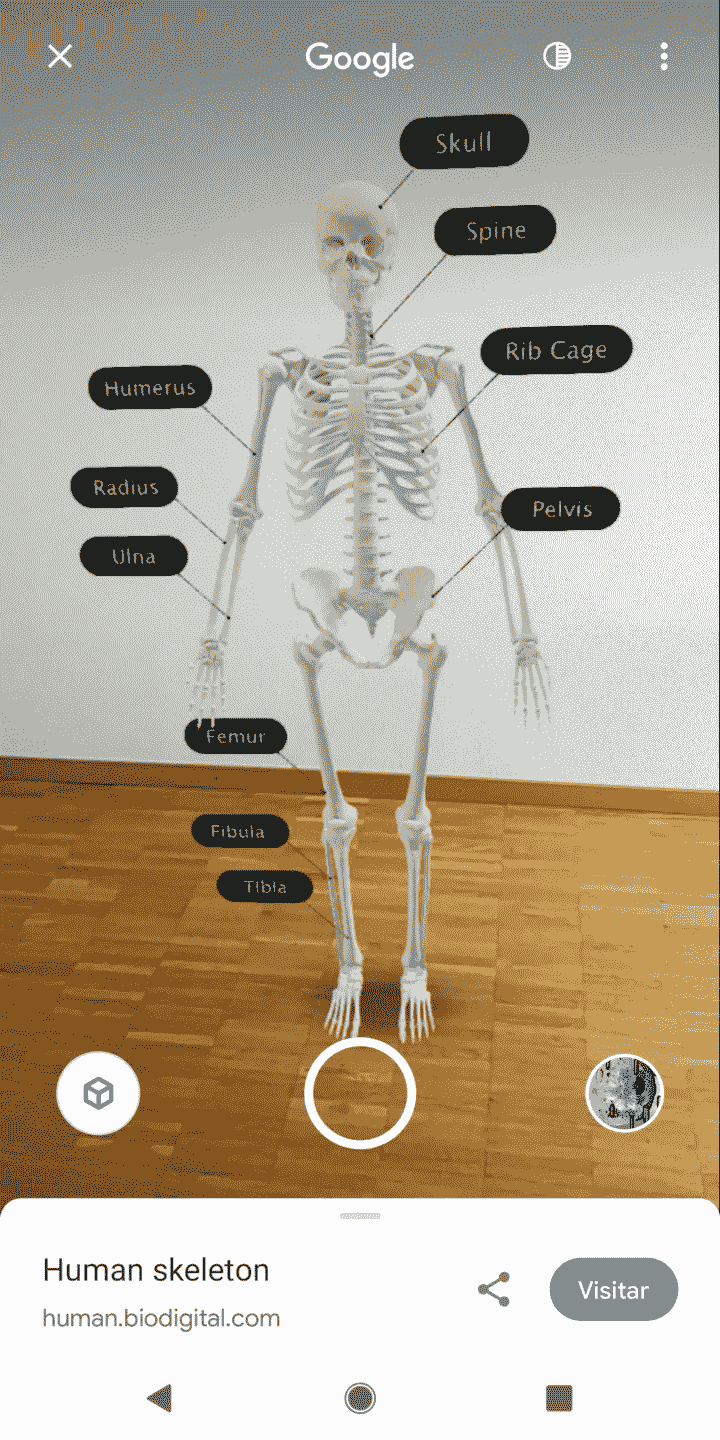 Google
Skull
Spine
Rib Cage
Humerus
Radius
Pelvis
Ulna
Femur
Fibula
Tibia
Human skeleton
human.biodigital.com
Visitar